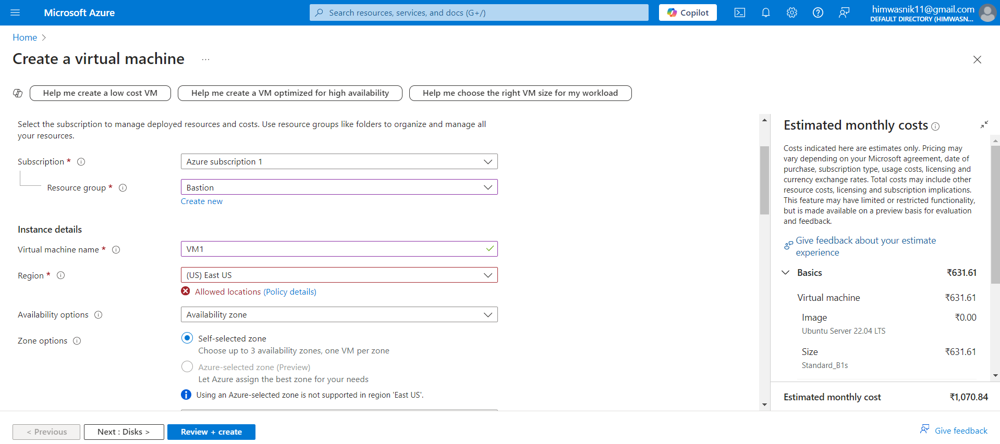 Microsoft Azure
Search resources, services, and docs (G+/)
Copilot
himwasnik11@gmail.com
DEFAULT DIRECTORY (HIMWASN...
Home
Create a virtual machine
...
Help me create a low cost VM
Help me create a VM optimized for high availability
Help me choose the right VM size for my workload
Select the subscription to manage deployed resources and costs. Use resource groups like folders to organize and manage all
your resources.
Subscription *
Azure subscription 1
Resource group *
Bastion
Create new
Instance details
Virtual machine name *
VM1
Region *
(US) East US
Allowed locations (Policy details)
Availability options
Availability zone
Zone options
Self-selected zone
Choose up to 3 availability zones, one VM per zone
Azure-selected zone (Preview)
Let Azure assign the best zone for your needs
Using an Azure-selected zone is not supported in region 'East US'.
< Previous
Next : Disks >
Review + create
Estimated monthly costs
Costs indicated here are estimates only. Pricing may
vary depending on your Microsoft agreement, date of
purchase, subscription type, usage costs, licensing and
currency exchange rates. Total costs may include other
resource costs, licensing and subscription implications.
This feature may have limited or restricted functionality,
but is made available on a preview basis for evaluation
and feedback.
Give feedback about your estimate
experience
Basics ₹631.61
Virtual machine ₹631.61
Image ₹0.00
Ubuntu Server 22.04 LTS
Size ₹631.61
Standard_B1s
Estimated monthly cost ₹1,070.84
Give feedback